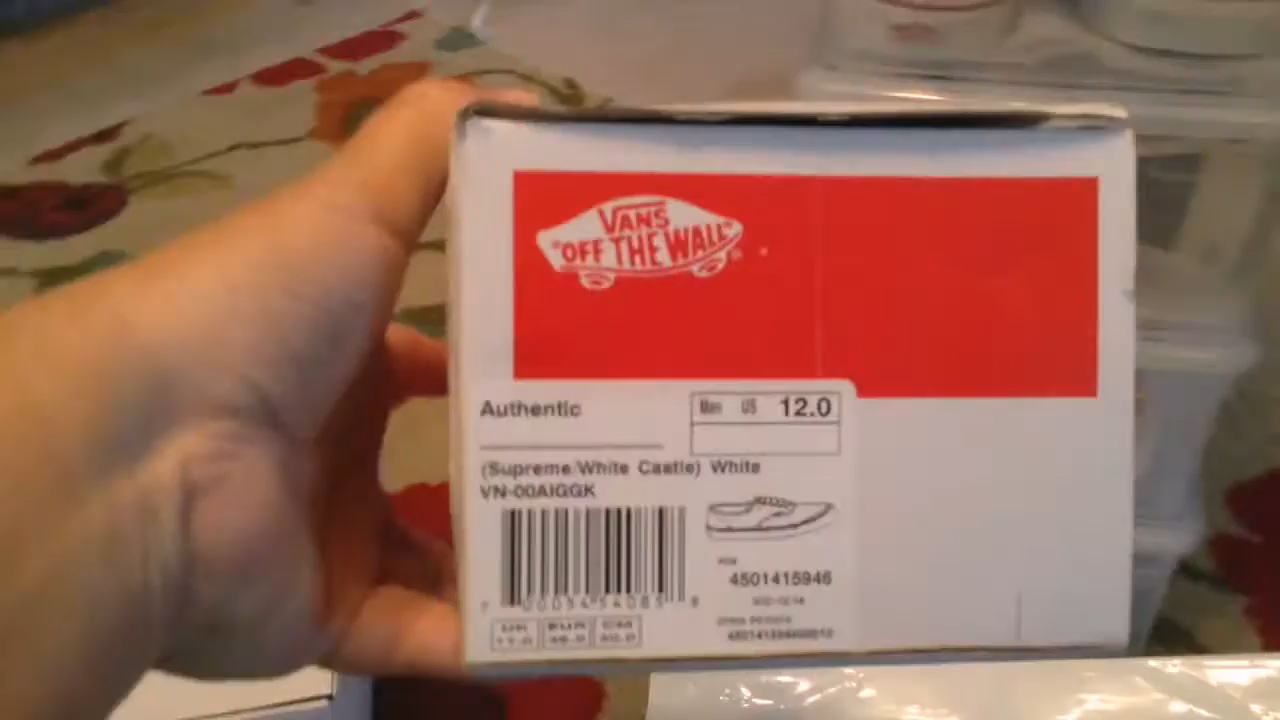 VANS
"OFF THE WALL"
Authentic
Men US 12.0
(Supreme/White Castle) White
VN-00AIGGK
4501415946